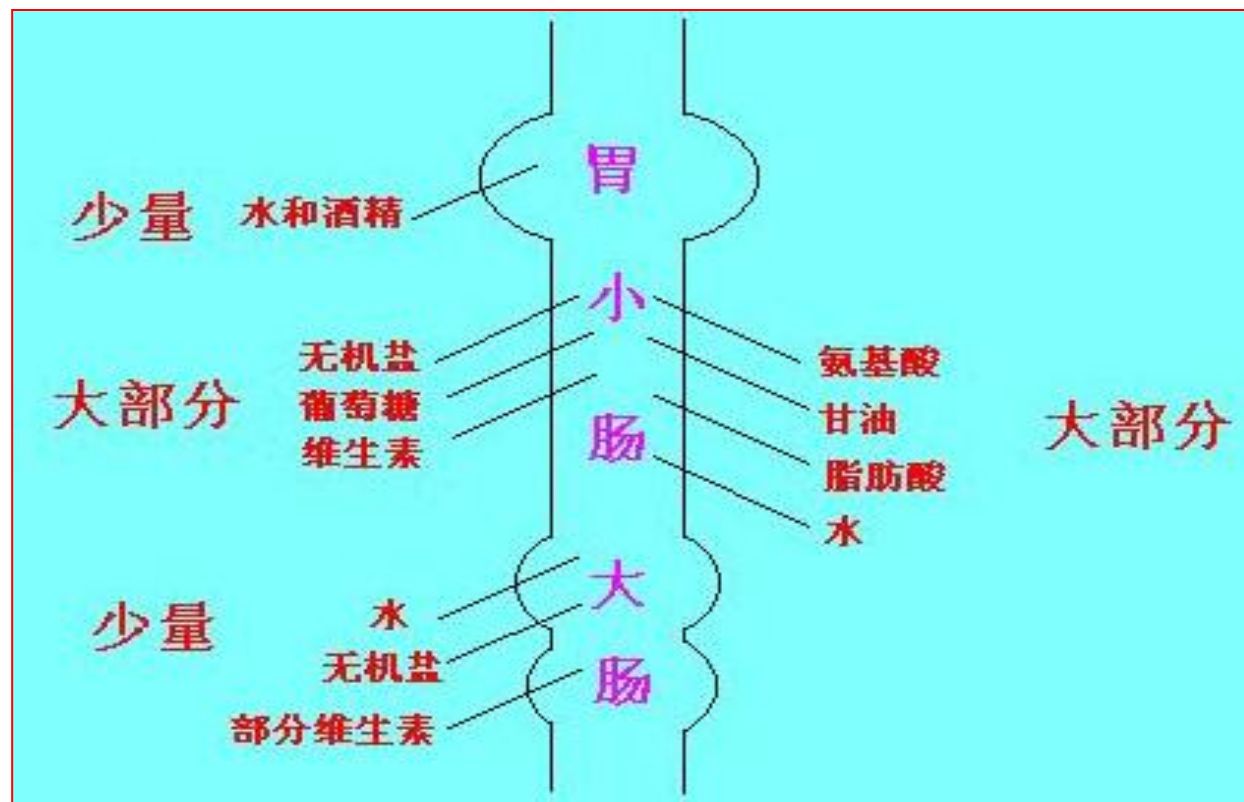 胃
少量 水和酒精
小
无机盐 氨基酸
大部分 葡萄糖 甘油 大部分
维生素 肠 脂肪酸
水
大
少量 水
无机盐
肠
部分维生素